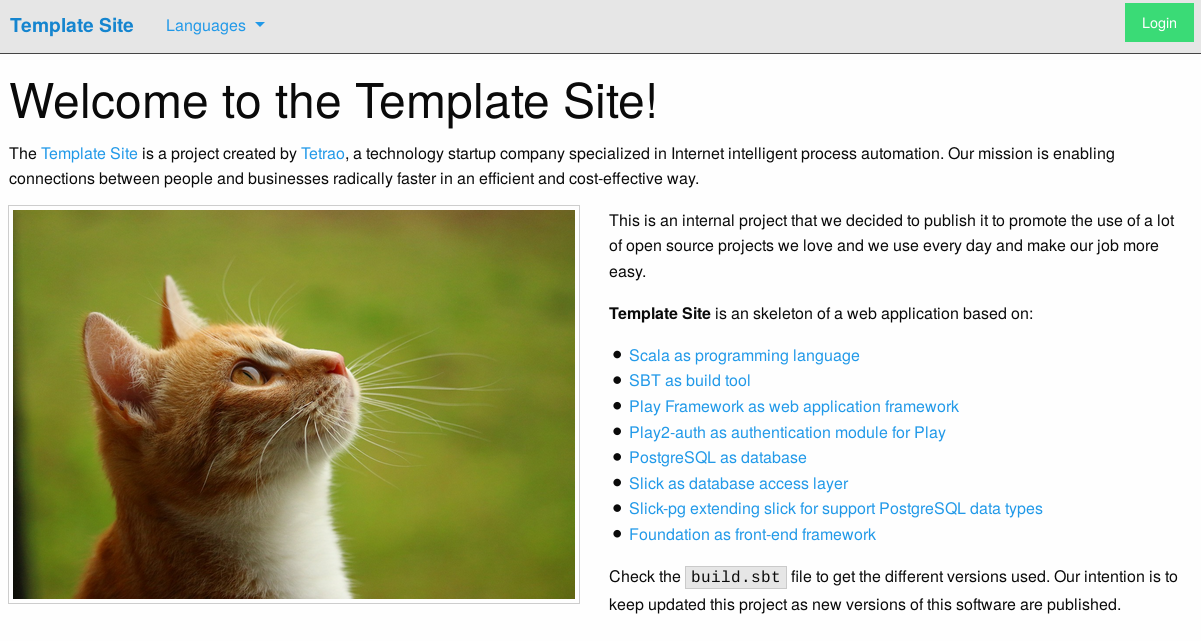 Template Site
Languages
Login
Welcome to the Template Site!
The Template Site is a project created by Tetrao, a technology startup company specialized in Internet intelligent process automation. Our mission is enabling
connections between people and businesses radically faster in an efficient and cost-effective way.
This is an internal project that we decided to publish it to promote the use of a lot
of open source projects we love and we use every day and make our job more
easy.
Template Site is an skeleton of a web application based on:
Scala as programming language
SBT as build tool
Play Framework as web application framework
Play2-auth as authentication module for Play
PostgreSQL as database
Slick as database access layer
Slick-pg extending slick for support PostgreSQL data types
Foundation as front-end framework
Check the build.sbt file to get the different versions used. Our intention is to
keep updated this project as new versions of this software are published.